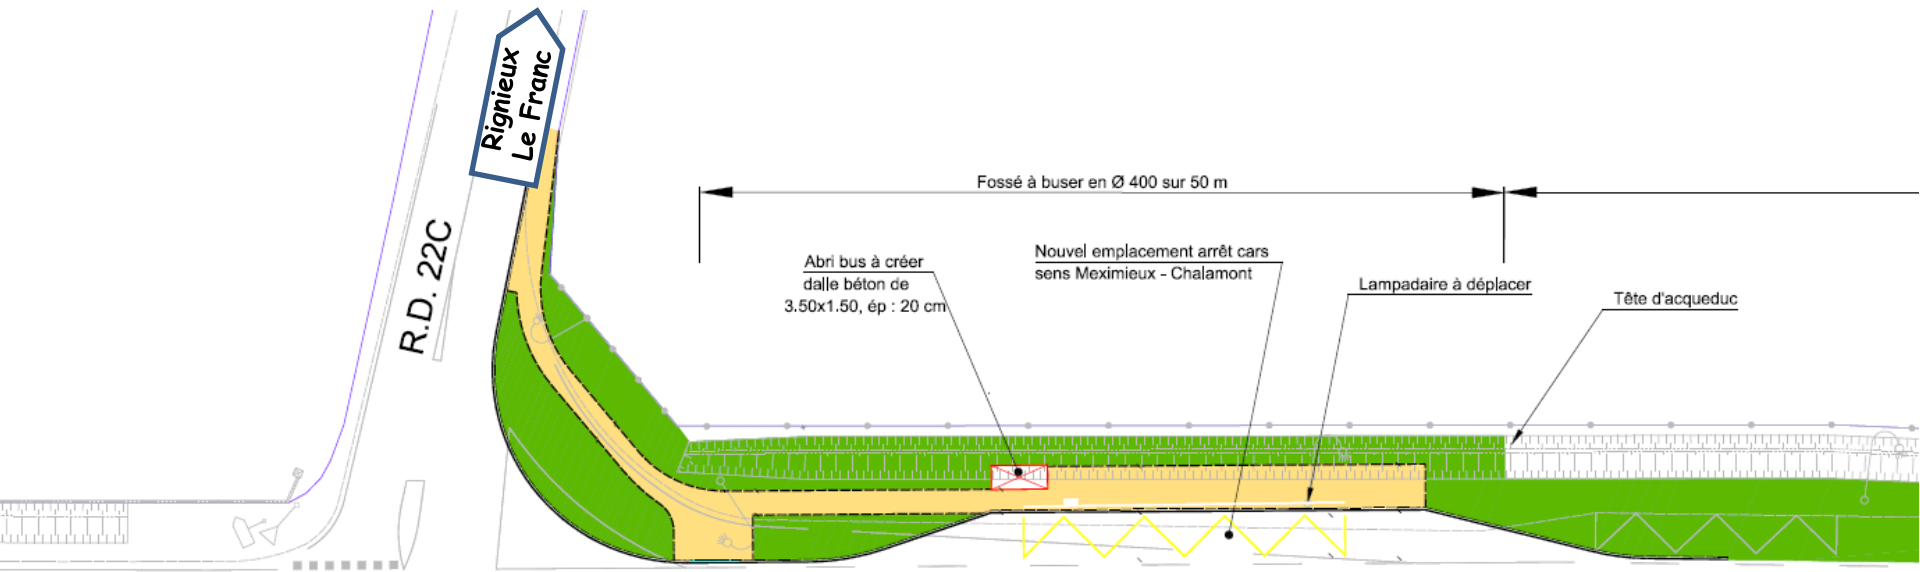 Rignieux
Le Franc
R.D. 22C
Fossé à buser en Ø 400 sur 50 m
Abri bus à créer
dalle béton de
3.50x1.50, ép : 20 cm
Nouvel emplacement arrêt cars
sens Meximieux - Chalamont
Lampadaire à déplacer
Tête d'acqueduc